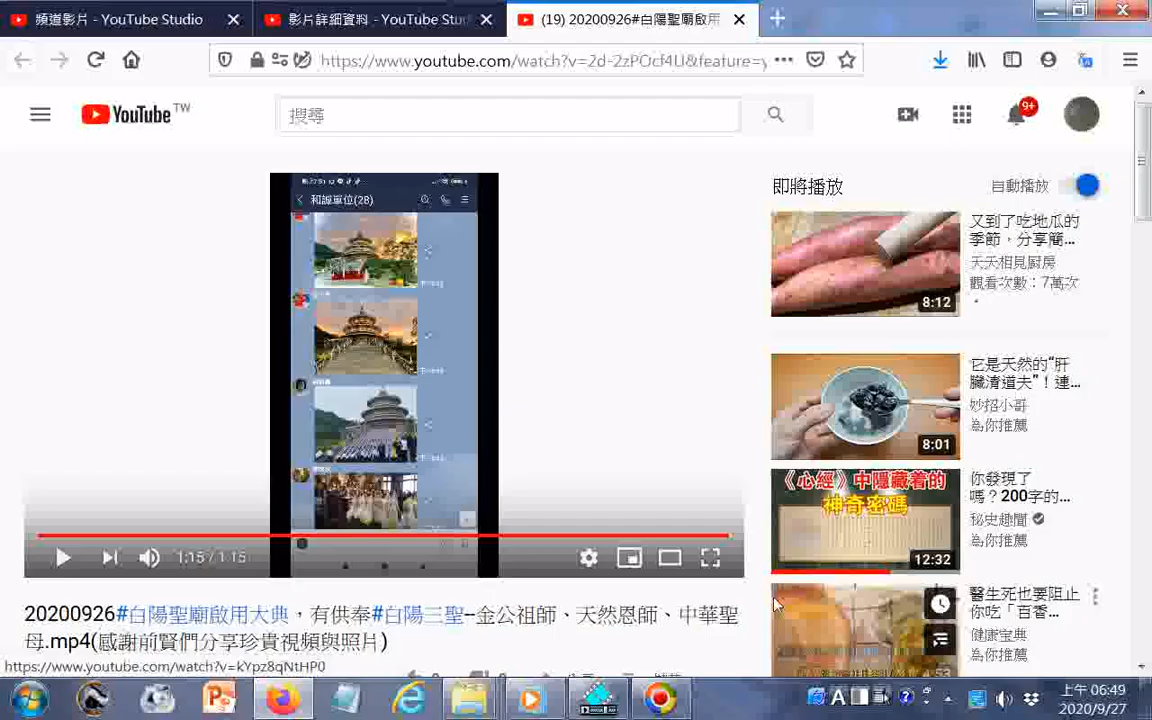 頻道影片 - YouTube Studio
影片詳細資料 - YouTube Stu
(19) 20200926#白陽聖廟啟用
https://www.youtube.com/watch?v=2d-2zPOcf4U&feature=y
YouTube TW
搜尋
9+
和誠單位(28)
1:15 / 1:15
20200926#白陽聖廟啟用大典，有供奉#白陽三聖--金公祖師、天然恩師、中華聖
母.mp4(感謝前賢們分享珍貴視頻與照片)
https://www.youtube.com/watch?v=kYpz8qNtHP0
即將播放
自動播放
8:12
又到了吃地瓜的
季節，分享簡...
天天相見厨房
觀看次數：7萬次
8:01
它是天然的“肝
臟清道夫”！連...
妙招小哥
為你推薦
《心經》中隱藏着的
神奇密碼
12:32
你發現了
嗎？200字的...
秘史趣聞
為你推薦
醫生死也要阻止
你吃「百香...
健康宝典
為你推薦
上午 06:49
2020/9/27